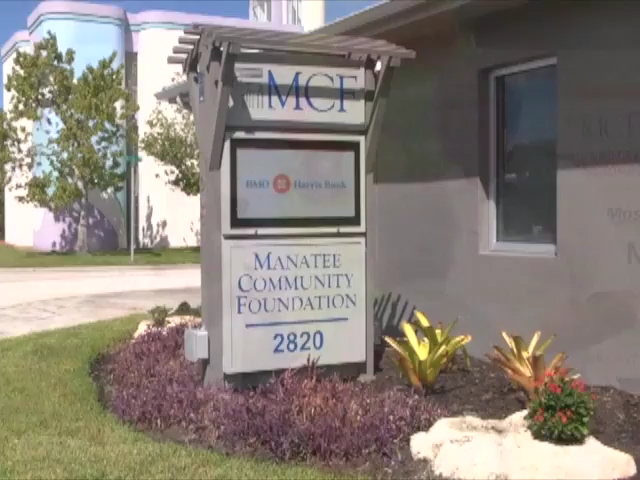 MCF
BMO Harris Bank
MANATEE
COMMUNITY
FOUNDATION
2820